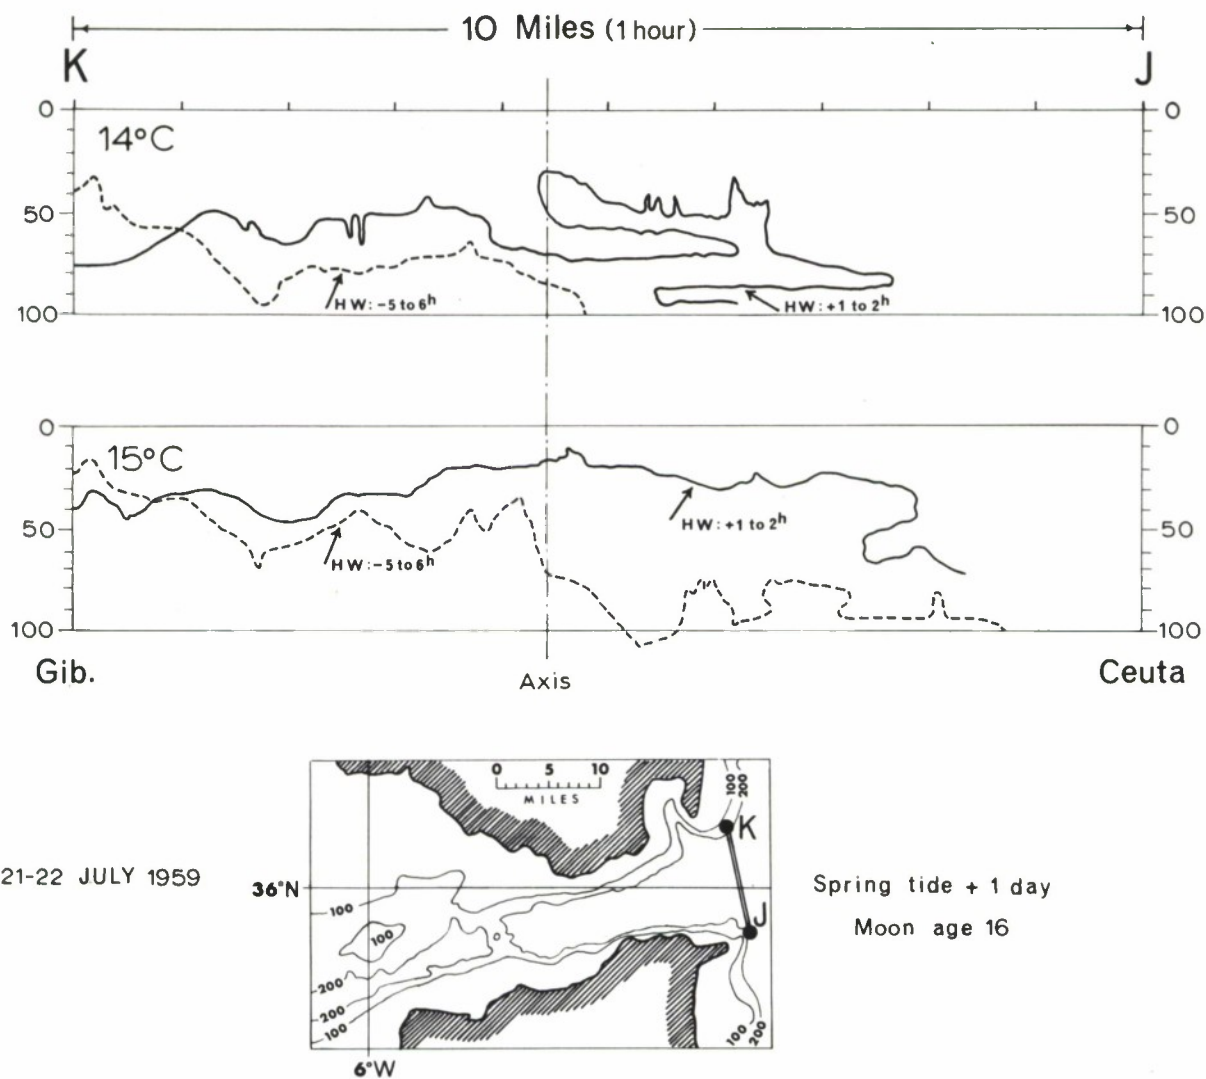 10 Miles (1 hour)
K J
0 0
14°C
50 50
HW:-5 to 6h HW:+1 to 2h
100 100
0 0
15°C
50 HW:+1 to 2h 50
HW:-5 to 6h
100 100
Gib. Axis Ceuta
0 5 10
MILES
100 200
K
21-22 JULY 1959
36°N
100
100
J
200
200
100
100 200
6°W
Spring tide + 1 day
Moon age 16